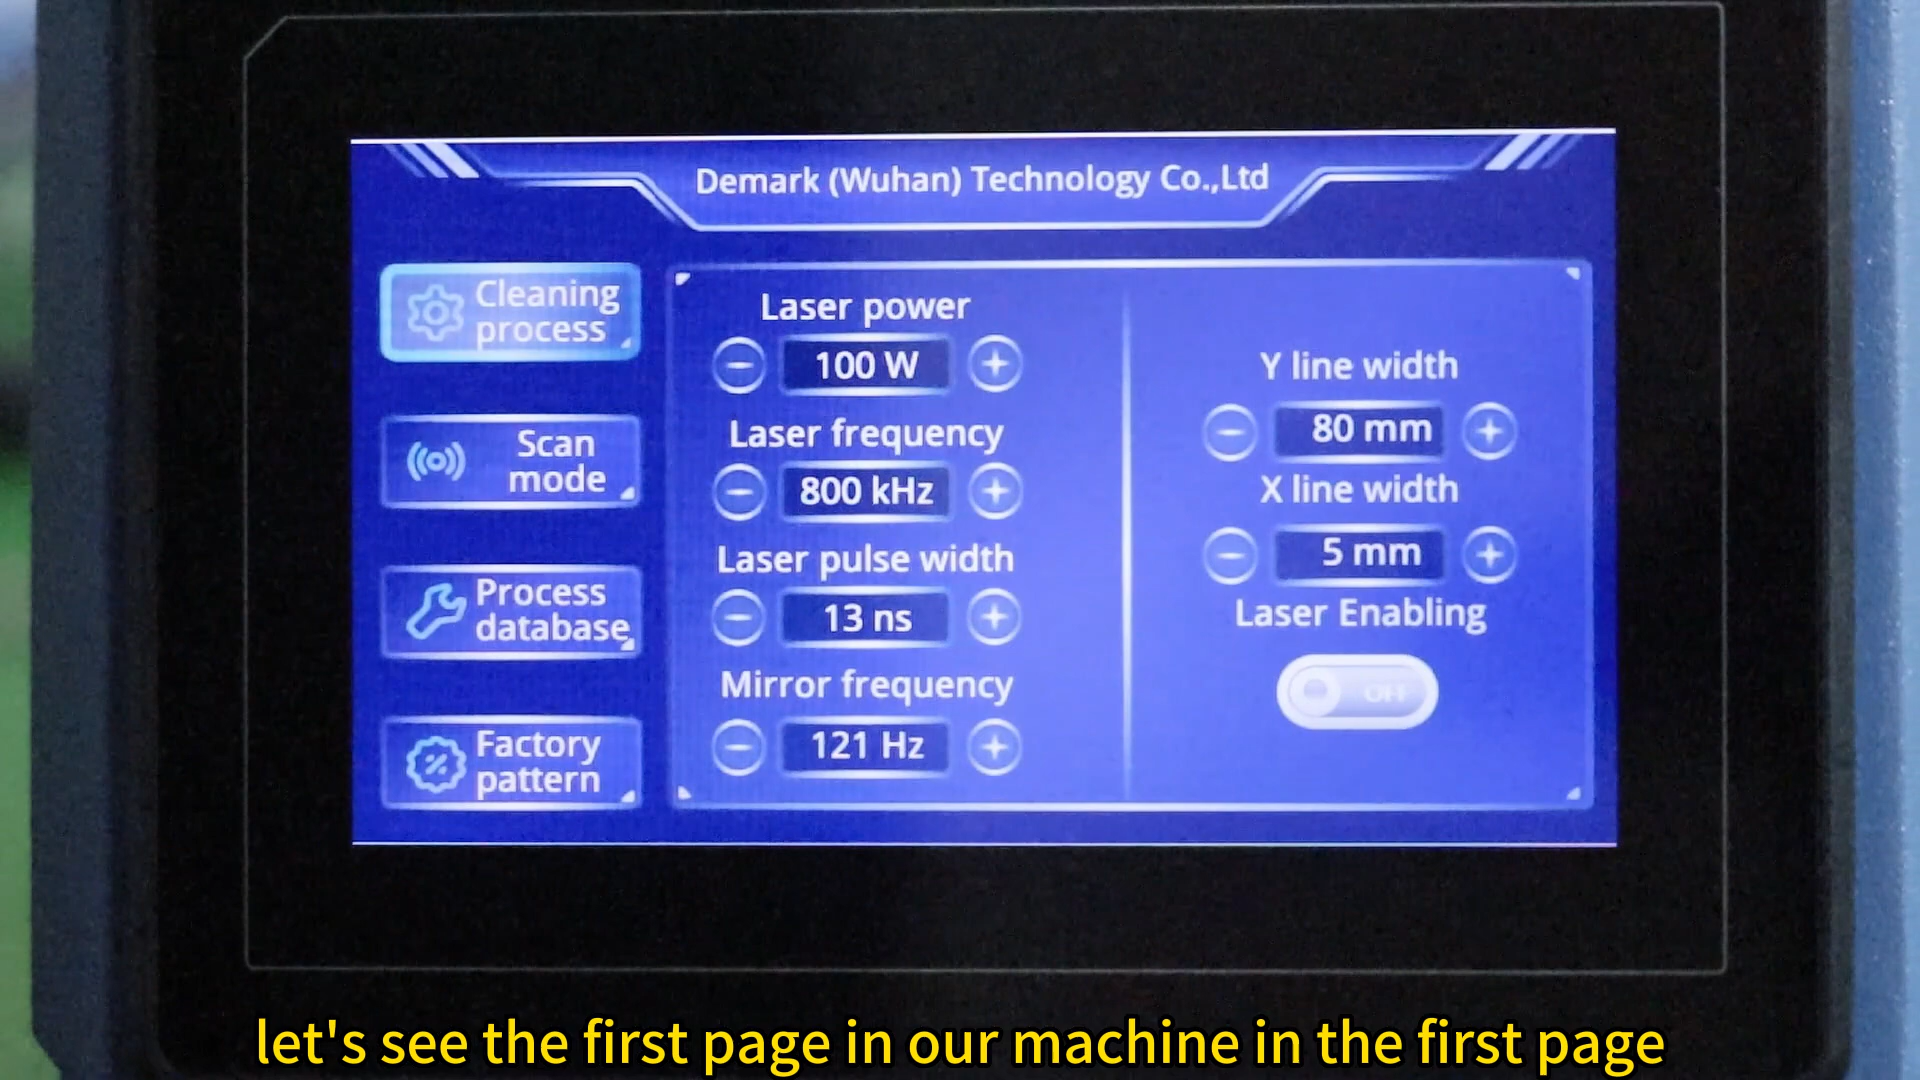 Demark (Wuhan) Technology Co.,Ltd
Cleaning
process
Scan
mode
Process
database
Factory
pattern
Laser power
100 W
Laser frequency
800 kHz
Laser pulse width
13 ns
Mirror frequency
121 Hz
Y line width
80 mm
X line width
5 mm
Laser Enabling
OFF
let's see the first page in our machine in the first page